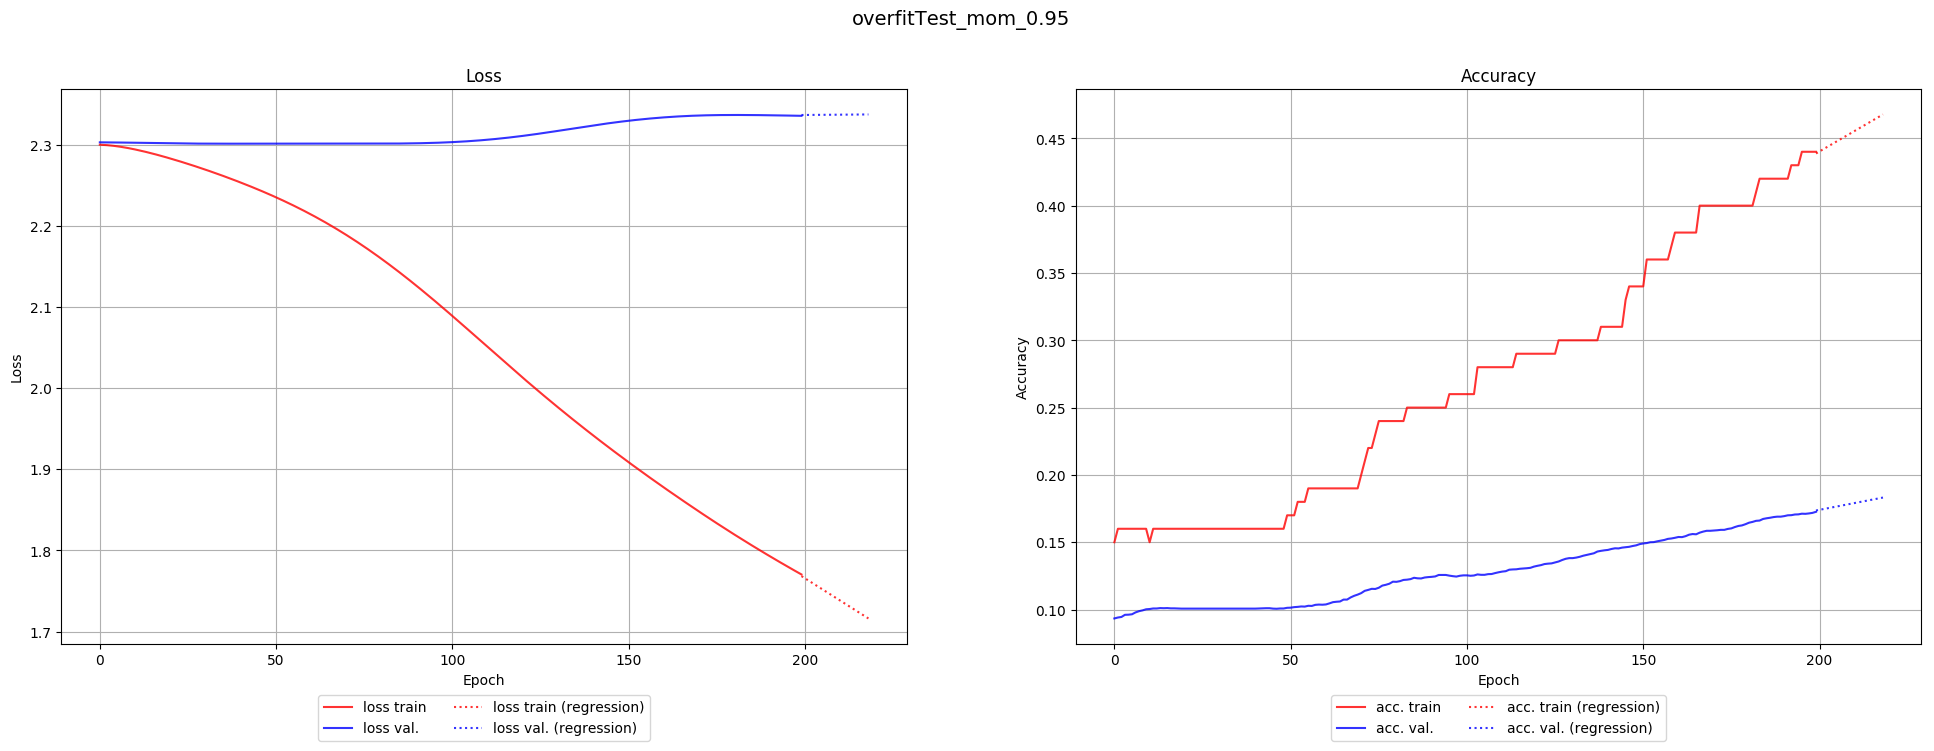 overfitTest_mom_0.95
Loss
Loss
2.3
2.2
2.1
2.0
1.9
1.8
1.7
0 50 100 150 200
Epoch
loss train loss train (regression)
loss val. loss val. (regression)
Accuracy
Accuracy
0.45
0.40
0.35
0.30
0.25
0.20
0.15
0.10
0 50 100 150 200
Epoch
acc. train acc. train (regression)
acc. val. acc. val. (regression)